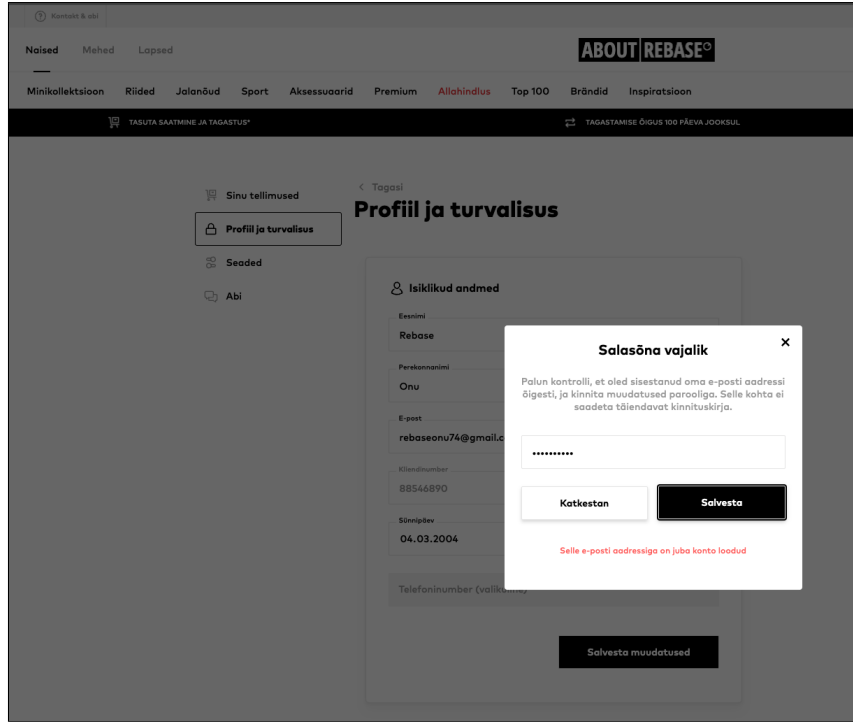 Kontakt & abi
Naised Mehed Lapsed
ABOUT REBASE
Minikollektsioon Riided Jalanõud Sport Aksessuaarid Premium Allahindlus Top 100 Brändid Inspiratsioon
TASUTA SAATMINE JA TAGASTUS* TAGASTAMISE ÕIGUS 100 PÄEVA JOOKSUL
Sinu tellimused
Profiil ja turvalisus
Seaded
Abi
Tagasi
Profiil ja turvalisus
Isiklikud andmed
Eesnimi
Rebase
Perekonnanimi
Onu
E-post
rebaseonu74@gmail.c
Kliendinumber
88546890
Sünnipäev
04.03.2004
Telefoninumber (valikuline)
Salvesta muudatused
Salasõna vajalik
Palun kontrolli, et oled sisestanud oma e-posti aadressi
õigesti, ja kinnita muudatused parooliga. Selle kohta ei
saadeta täiendavat kinnituskirja.
••••••••••
Katkestan Salvesta
Selle e-posti aadressiga on juba konto loodud